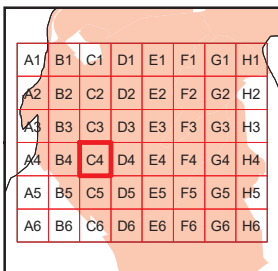 A1 B1 C1 D1 E1 F1 G1 H1
A2 B2 C2 D2 E2 F2 G2 H2
A3 B3 C3 D3 E3 F3 G3 H3
A4 B4 C4 D4 E4 F4 G4 H4
A5 B5 C5 D5 E5 F5 G5 H5
A6 B6 C6 D6 E6 F6 G6 H6